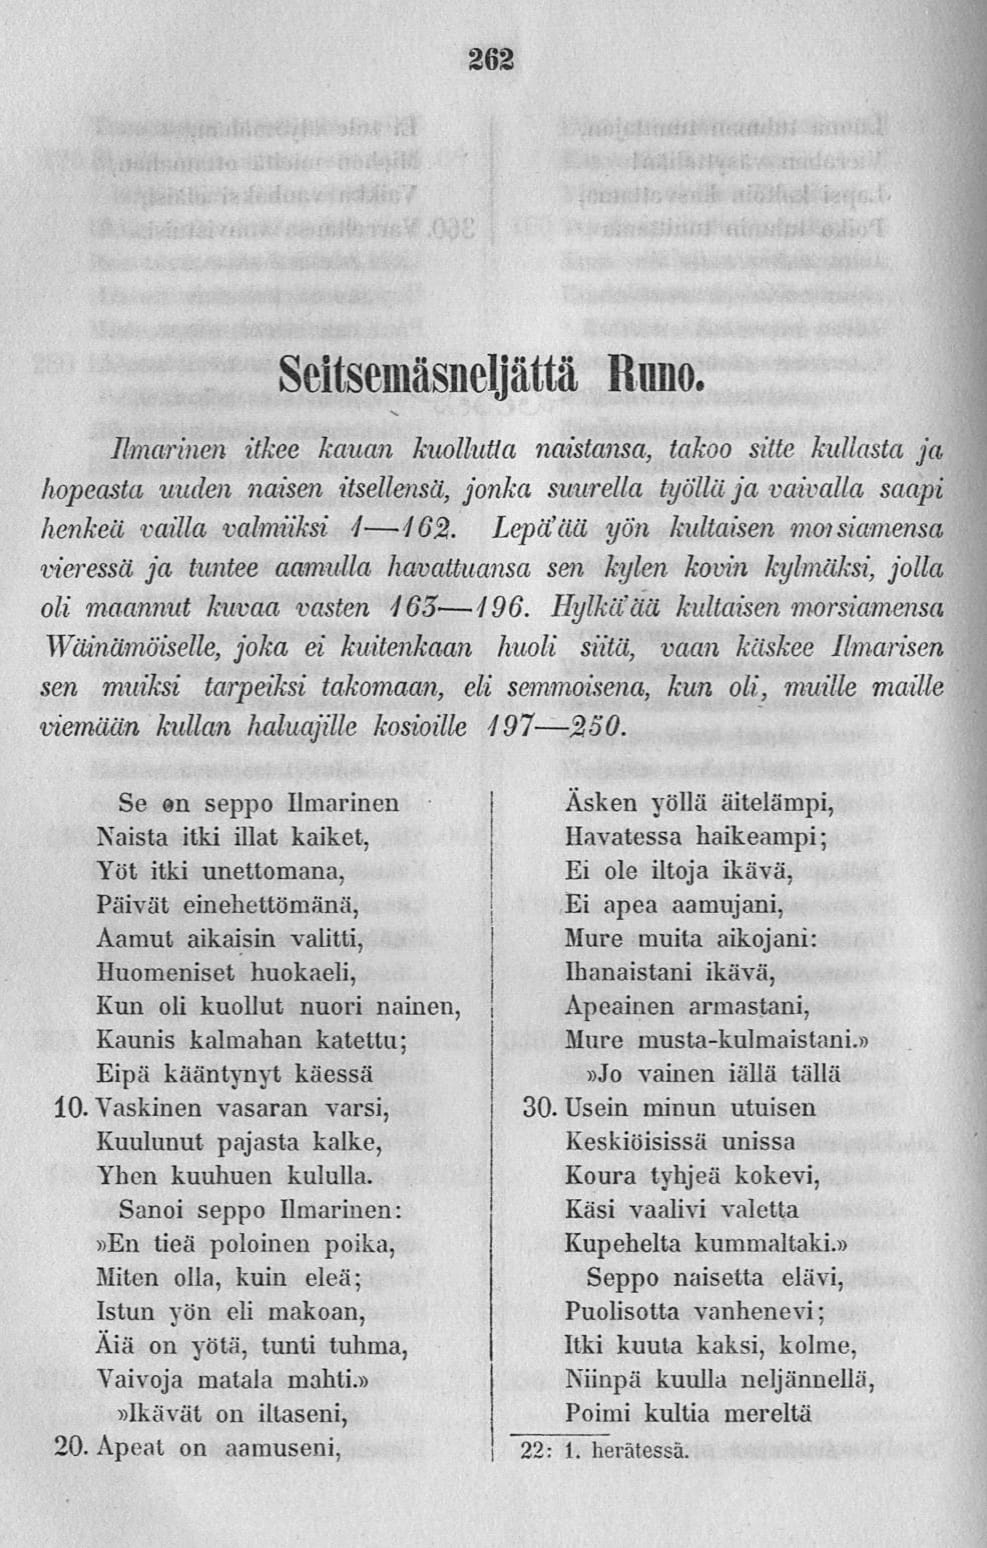 262
Seitsemäsneljättä Runo.
Ilmarinen itkee kauan kuollutta naistansa, takoo sitte kullasta ja
hopeasta uuden naisen itsellensä, jonka suurella työllä ja vaivalla saapi
henkeä vailla valmiiksi 1—162. Lepä'ää yön kultaisen morsiamensa
vieressä ja tuntee aamulla havattuansa sen kylen kovin kylmäksi, jolla
oli maannut kuvaa vasten 163—196. Hylkä'ää kultaisen morsiamensa
Wäinämöiselle, joka ei kuitenkaan huoli siitä, vaan käskee Ilmarisen
sen muiksi tarpeiksi takomaan, eli semmoisena, kun oli, muille maille
viemään kullan haluajille kosioille 197—250.
Se on seppo Ilmarinen
Naista itki illat kaiket,
Yöt itki unettomana,
Päivät einehettömänä,
Aamut aikaisin valitti,
Huomeniset huokaeli,
Kun oli kuollut nuori nainen,
Kaunis kalmahan katettu;
Eipä kääntynyt käessä
10. Vaskinen vasaran varsi,
Kuulunut pajasta kalke,
Yhen kuuhuen kululla.
Sanoi seppo Ilmarinen:
»En tieä poloinen poika,
Miten olla, kuin eleä;
Istun yön eli makoan,
Äiä on yötä, tunti tuhma,
Vaivoja matala mahti.»
»Ikävät on iltaseni,
20. Apeat on aamuseni,
Äsken yöllä äitelämpi,
Havatessa haikeampi;
Ei ole iltoja ikävä,
Ei apea aamujani,
Mure muita aikojani:
Ihanaistani ikävä,
Apeainen armastani,
Mure musta-kulmaistani.»
»Jo vainen iällä tällä
30. Usein minun utuisen
Keskiöisissä unissa
Koura tyhjeä kokevi,
Käsi vaalivi valetta
Kupehelta kummaltaki.»
Seppo naisetta elävi,
Puolisotta vanhenevi;
Itki kuuta kaksi, kolme,
Niinpä kuulla neljännellä,
Poimi kultia mereltä
22: 1. herätessä.